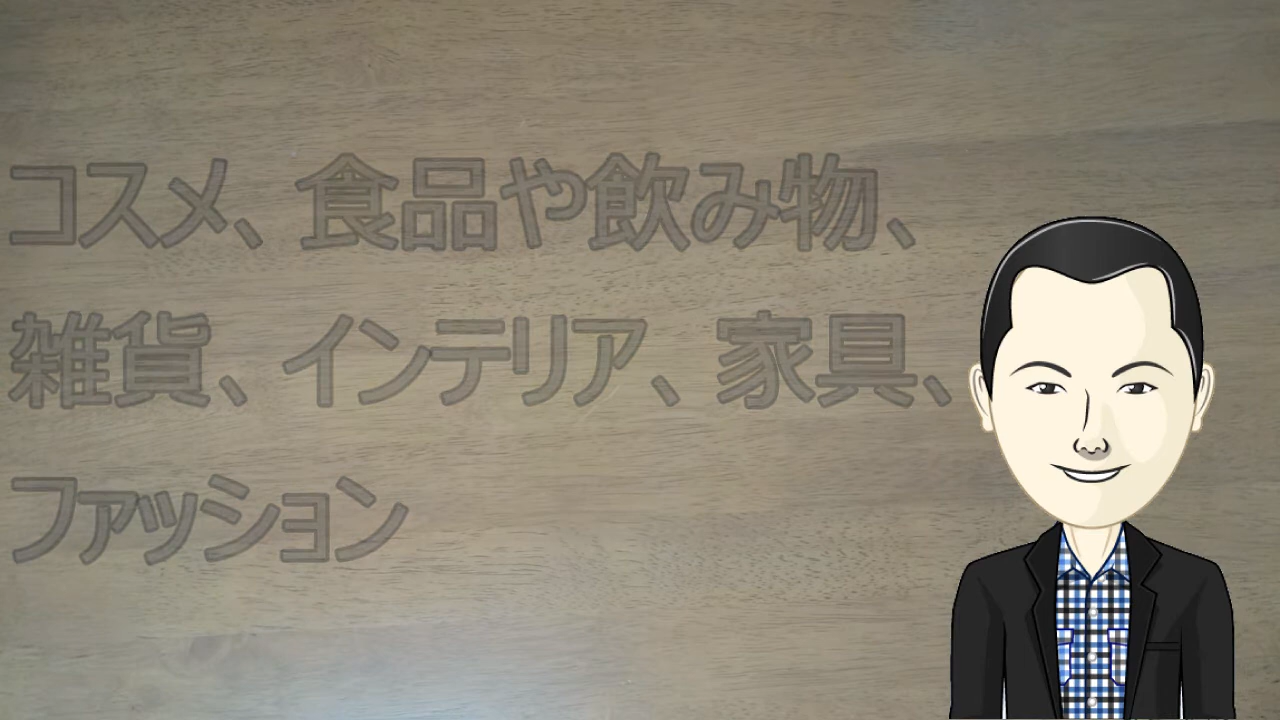 コスメ、食品や飲み物、
雑貨、インテリア、家具、
ファッション